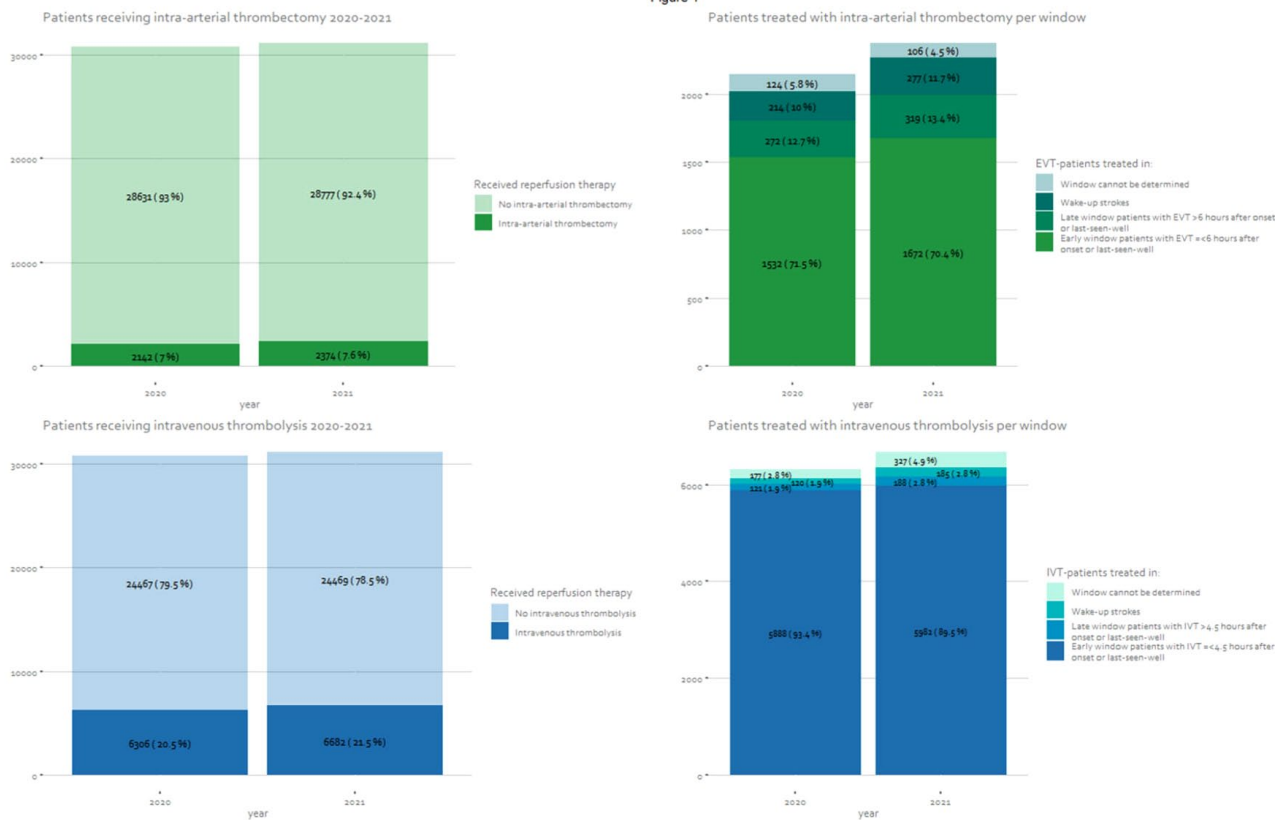 Patients receiving intra-arterial thrombectomy 2020-2021
30000
20000
10000
0
28631 ( 93 %)
28777 ( 92.4 %)
2142 ( 7 %)
2374 ( 7.6 %)
2020
2021
year
Received reperfusion therapy
No intra-arterial thrombectomy
Intra-arterial thrombectomy
Patients treated with intra-arterial thrombectomy per window
2000
1500
1000
500
0
124 ( 5.8 %)
214 ( 10 %)
272 ( 12.7 %)
1532 ( 71.5 %)
106 ( 4.5 %)
277 ( 11.7 %)
319 ( 13.4 %)
1672 ( 70.4 %)
2020
2021
year
EVT-patients treated in:
Window cannot be determined
Wake-up strokes
Late window patients with EVT >6 hours after onset
or last-seen-well
Early window patients with EVT =<6 hours after
onset or last-seen-well
Patients receiving intravenous thrombolysis 2020-2021
30000
20000
10000
0
24467 ( 79.5 %)
24469 ( 78.5 %)
6306 ( 20.5 %)
6682 ( 21.5 %)
2020
2021
year
Received reperfusion therapy
No intravenous thrombolysis
Intravenous thrombolysis
Patients treated with intravenous thrombolysis per window
6000
4000
2000
0
177 ( 2.8 %)
120 ( 1.9 %)
121 ( 1.9 %)
5888 ( 93.4 %)
327 ( 4.9 %)
185 ( 2.8 %)
188 ( 2.8 %)
5982 ( 89.5 %)
2020
2021
year
IVT-patients treated in:
Window cannot be determined
Wake-up strokes
Late window patients with IVT >4.5 hours after
onset or last-seen-well
Early window patients with IVT =<4.5 hours after
onset or last-seen-well